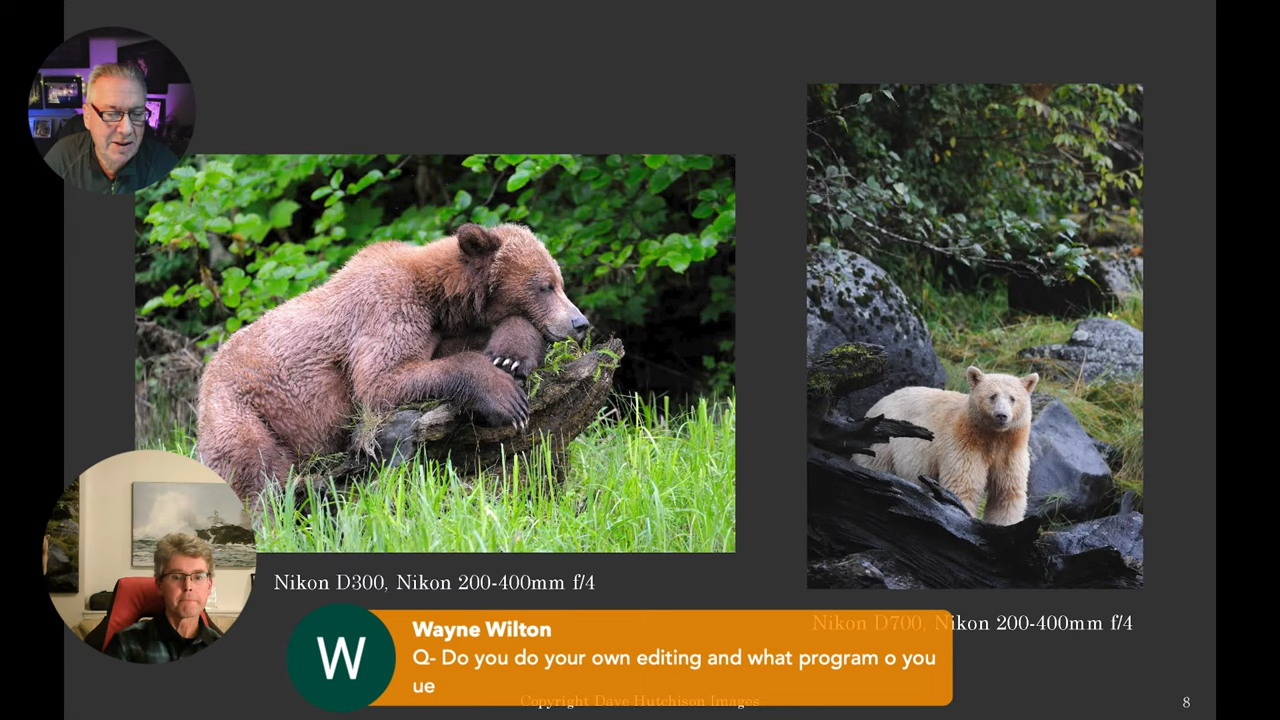 Nikon D300, Nikon 200-400mm f/4
Nikon D700, Nikon 200-400mm f/4
W
Wayne Wilton
Q- Do you do your own editing and what program o you
ue
Copyright Dave Hutchison Images
8